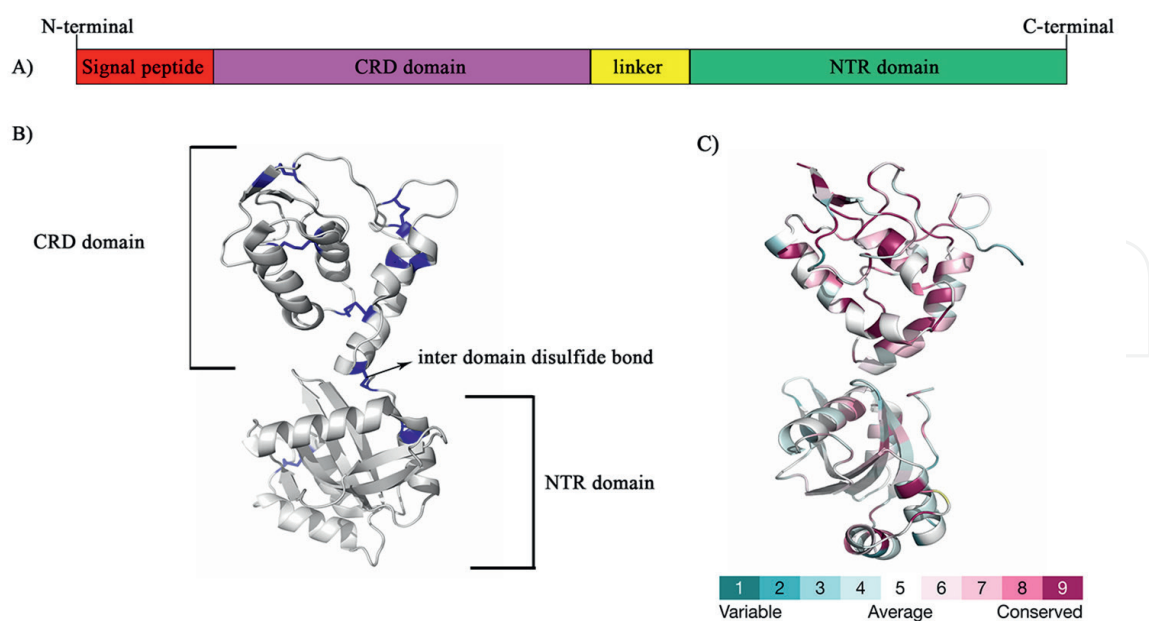 N-terminal C-terminal
A) Signal peptide CRD domain linker NTR domain
B)
C)
CRD domain
inter domain disulfide bond
NTR domain
1 2 3 4 5 6 7 8 9
Variable Average Conserved